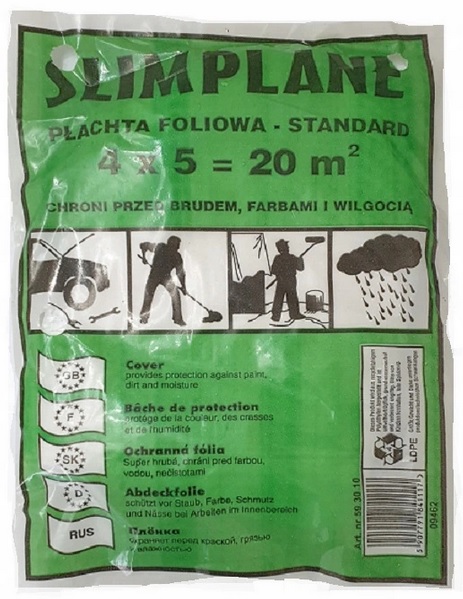 SLIMPLANE
PŁACHTA FOLIOWA - STANDARD
4 x 5 = 20 m²
CHRONI PRZED BRUDEM, FARBAMI I WILGOCIĄ
GB
Cover
provides protection against paint,
dirt and moisture
F
Bâche de protection
protège de la couleur, des crasses
et de l'humidité
SK
Ochranná fólia
Super hrubá, chráni pred farbou,
vodou, nečistotami
D
Abdeckfolie
schützt vor Staub, Farbe, Schmutz
und Nässe bei Arbeiten im Innenbereich
RUS
Плёнка
краской, грязью
LDPE
Art. nr 59 30 10
09462